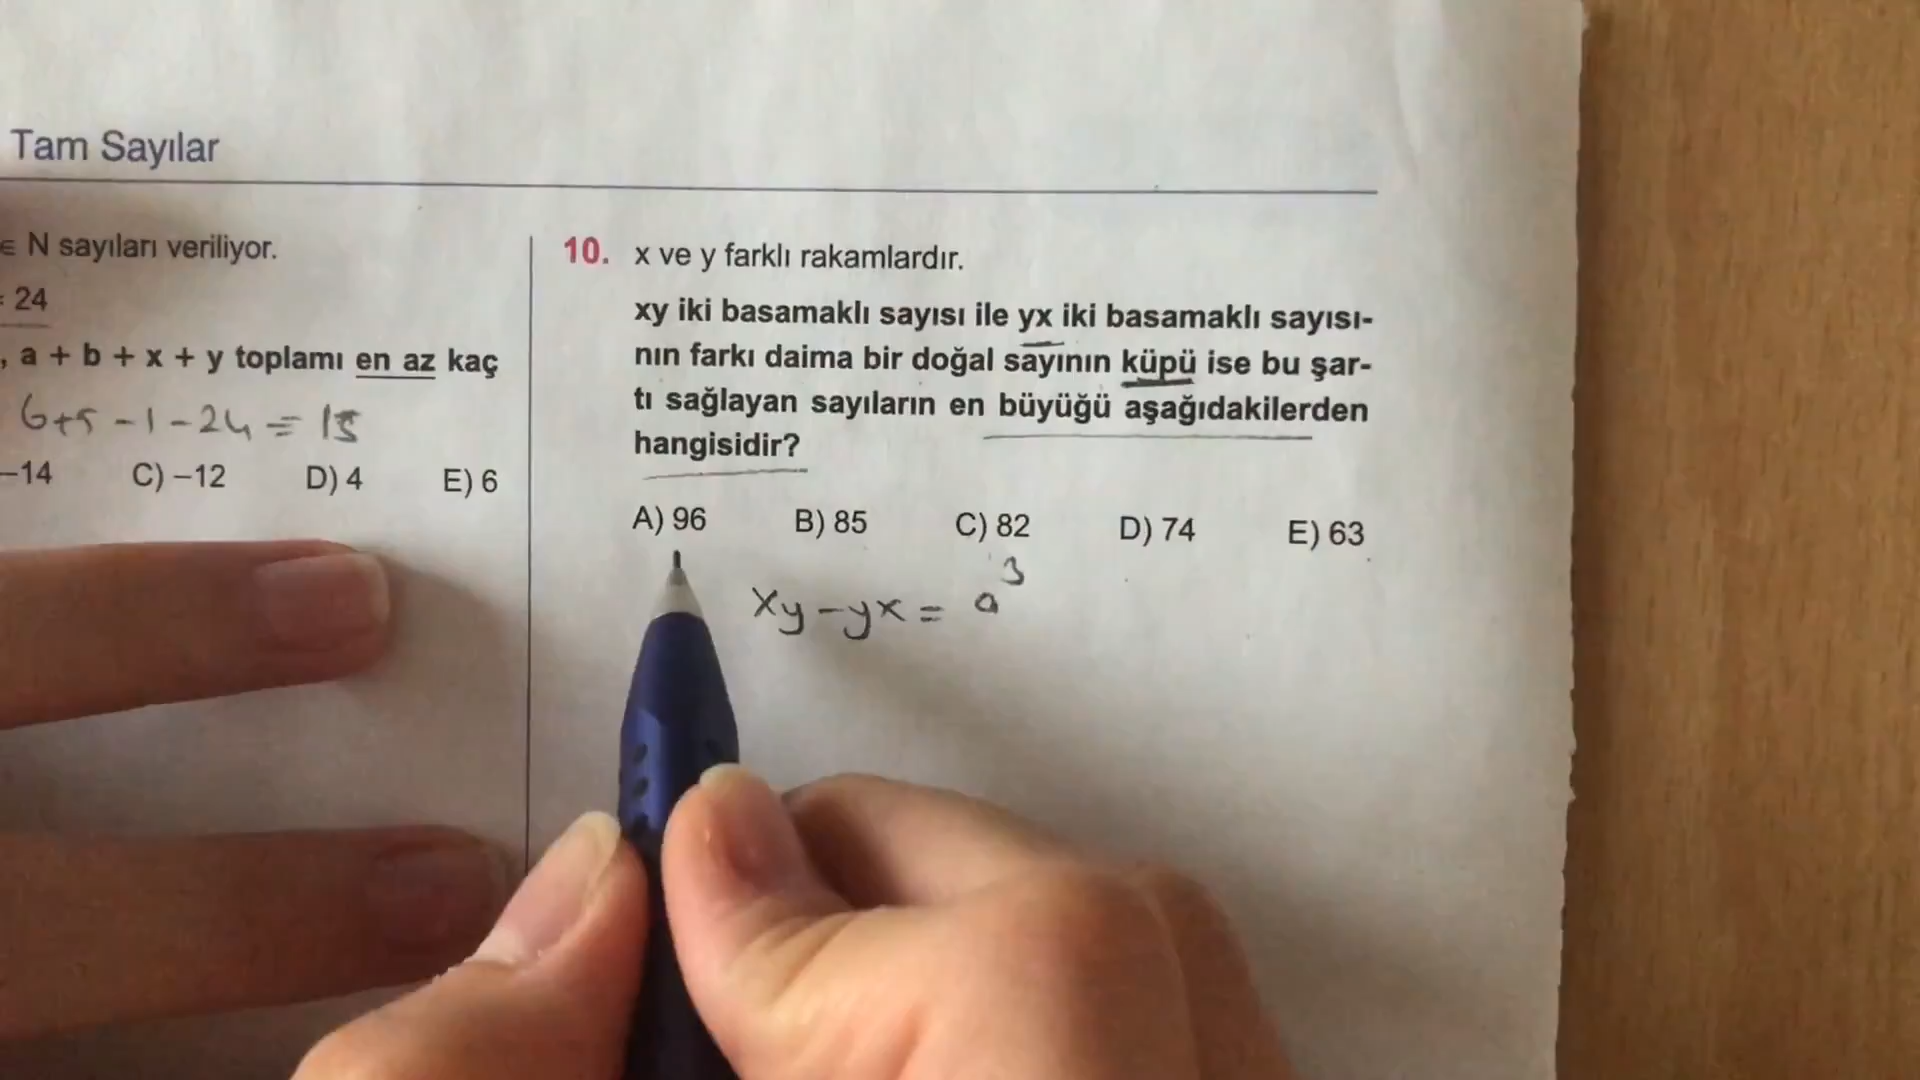 Tam Sayılar
∈ N sayıları veriliyor.
= 24
, a + b + x + y toplamı en az kaç
6+5-1-24 = 15
-14 C) -12 D) 4 E) 6
10. x ve y farklı rakamlardır.
xy iki basamaklı sayısı ile yx iki basamaklı sayısı-
nın farkı daima bir doğal sayının küpü ise bu şar-
tı sağlayan sayıların en büyüğü aşağıdakilerden
hangisidir?
A) 96 B) 85 C) 82 D) 74 E) 63
xy-yx= a³